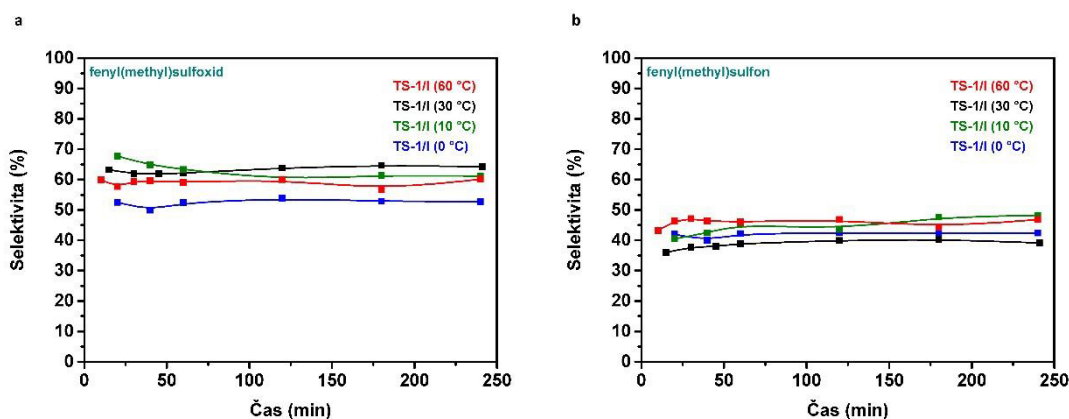 a
100
90
80
70
60
50
40
30
20
10
0
Selektivita (%)
fenyl(methyl)sulfoxid
TS-1/I (60 °C)
TS-1/I (30 °C)
TS-1/I (10 °C)
TS-1/I (0 °C)
0 50 100 150 200 250
Čas (min)
b
100
90
80
70
60
50
40
30
20
10
0
Selektivita (%)
fenyl(methyl)sulfon
TS-1/I (60 °C)
TS-1/I (30 °C)
TS-1/I (10 °C)
TS-1/I (0 °C)
0 50 100 150 200 250
Čas (min)